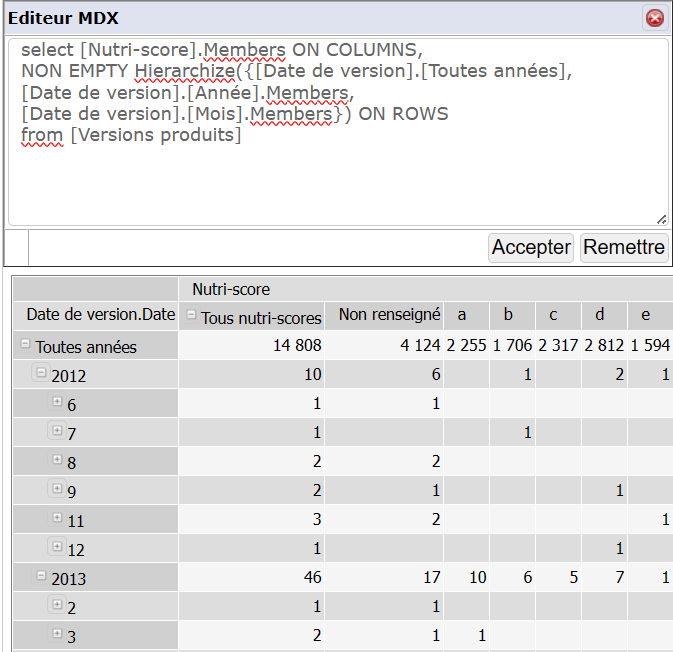 Editeur MDX
select [Nutri-score].Members ON COLUMNS,
NON EMPTY Hierarchize({[Date de version].[Toutes années],
[Date de version].[Année].Members,
[Date de version].[Mois].Members}) ON ROWS
from [Versions produits]
Accepter Remettre
Nutri-score
Date de version.Date Tous nutri-scores Non renseigné a b c d e
Toutes années 14 808 4 124 2 255 1 706 2 317 2 812 1 594
2012 10 6 1 2 1
6 1 1
7 1 1
8 2 2
9 2 1 1
11 3 2 1
12 1 1
2013 46 17 10 6 5 7 1
2 1 1
3 2 1 1